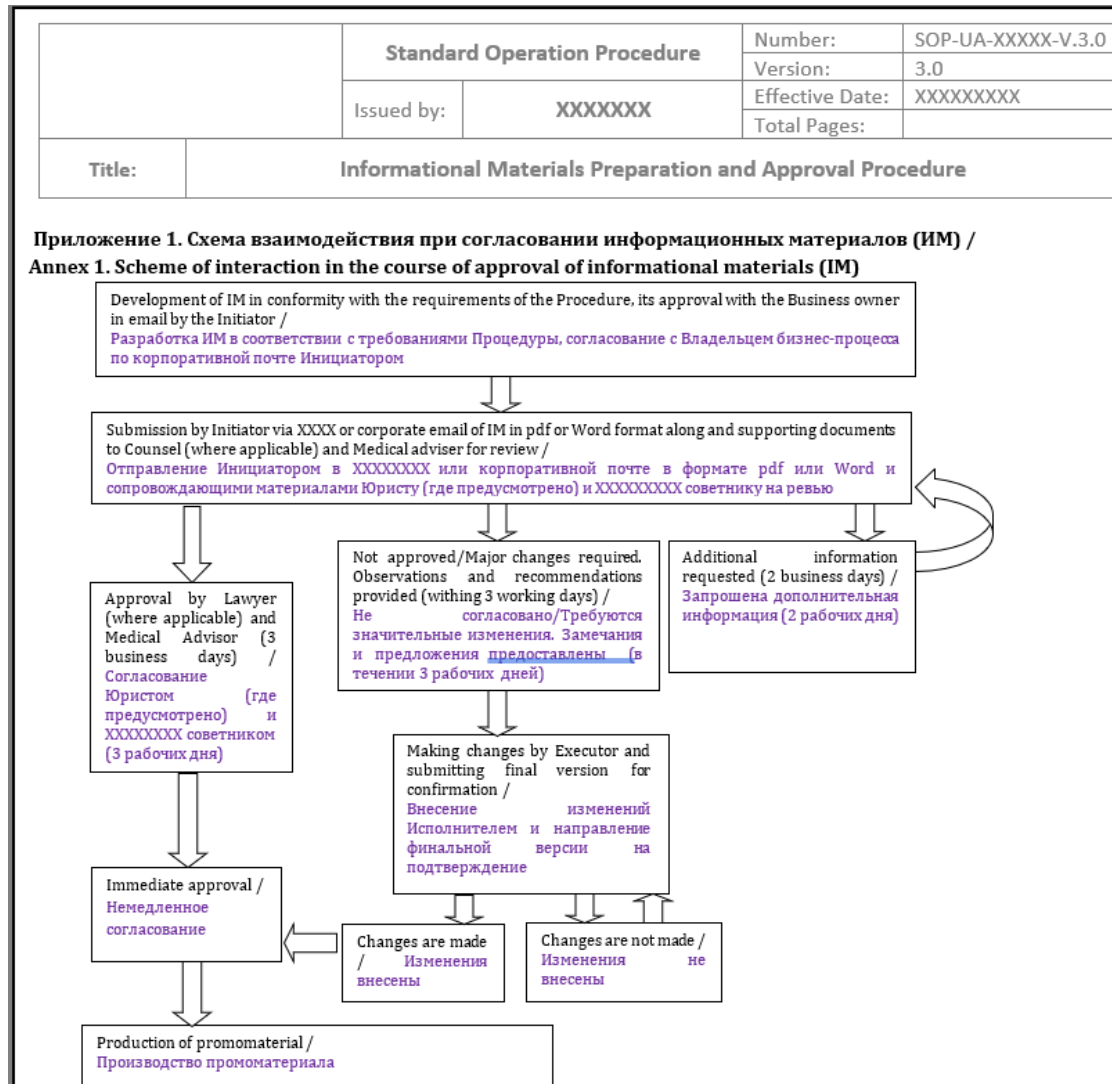 Standard Operation Procedure
Number:
SOP-UA-XXXXX-V.3.0
Version:
3.0
Issued by:
XXXXXXX
Effective Date:
XXXXXXXXX
Total Pages:
Title:
Informational Materials Preparation and Approval Procedure
Приложение 1. Схема взаимодействия при согласовании информационных материалов (ИМ) /
Annex 1. Scheme of interaction in the course of approval of informational materials (IM)
Development of IM in conformity with the requirements of the Procedure, its approval with the Business owner
in email by the Initiator /
Разработка ИМ в соответствии с требованиями Процедуры, согласование с Владельцем бизнес-процесса
по корпоративной почте Инициатором
Submission by Initiator via XXXX or corporate email of IM in pdf or Word format along and supporting documents
to Counsel (where applicable) and Medical adviser for review /
Отправление Инициатором в XXXXXXXX или корпоративной почте в формате pdf или Word и
сопровождающими материалами Юристу (где предусмотрено) и XXXXXXXXX советнику на ревью
Approval by Lawyer
(where applicable) and
Medical Advisor (3
business days) /
Согласование
Юристом (где
предусмотрено) и
XXXXXXXX советником
(3 рабочих дня)
Not approved/Major changes required.
Observations and recommendations
provided (withing 3 working days) /
Не согласовано/Требуются
значительные изменения. Замечания
и предложения предоставлены (в
течении 3 рабочих дней)
Additional information
requested (2 business days) /
Запрошена дополнительная
информация (2 рабочих дня)
Making changes by Executor and
submitting final version for
confirmation /
Внесение изменений
Исполнителем и направление
финальной версии на
подтверждение
Immediate approval /
Немедленное
согласование
Changes are made
/ Изменения
внесены
Changes are not made /
Изменения не
внесены
Production of promomaterial /
Производство промоматериала